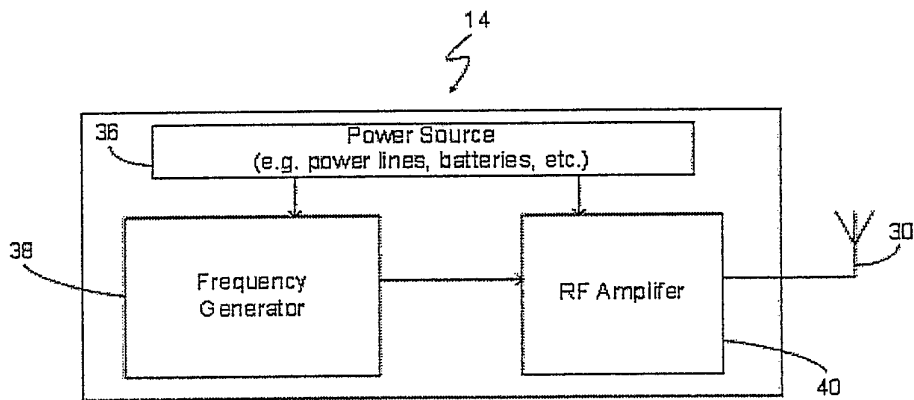 14
36
Power Source
(e.g. power lines, batteries, etc.)
38
Frequency
Generator
RF Amplifer
30
40